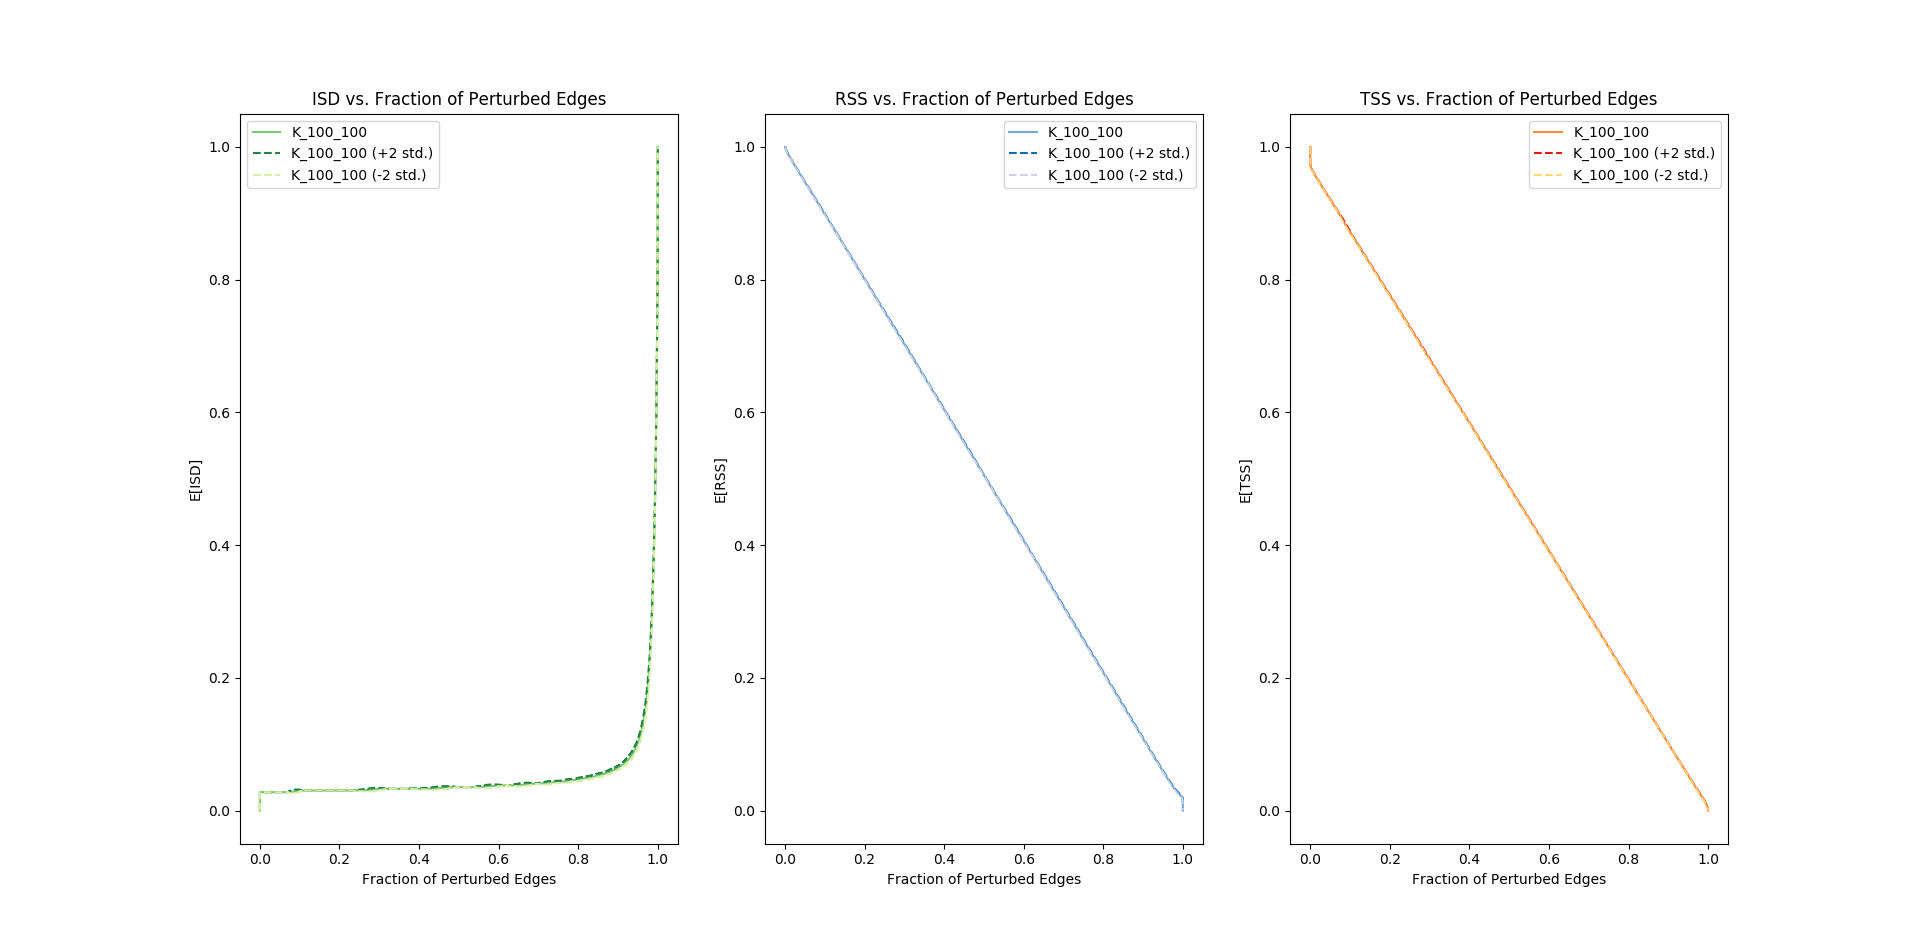 ISD vs. Fraction of Perturbed Edges
K_100_100
K_100_100 (+2 std.)
K_100_100 (-2 std.)
1.0
0.8
0.6
0.4
0.2
0.0
E[ISD]
0.0 0.2 0.4 0.6 0.8 1.0
Fraction of Perturbed Edges
RSS vs. Fraction of Perturbed Edges
K_100_100
K_100_100 (+2 std.)
K_100_100 (-2 std.)
1.0
0.8
0.6
0.4
0.2
0.0
E[RSS]
0.0 0.2 0.4 0.6 0.8 1.0
Fraction of Perturbed Edges
TSS vs. Fraction of Perturbed Edges
K_100_100
K_100_100 (+2 std.)
K_100_100 (-2 std.)
1.0
0.8
0.6
0.4
0.2
0.0
E[TSS]
0.0 0.2 0.4 0.6 0.8 1.0
Fraction of Perturbed Edges